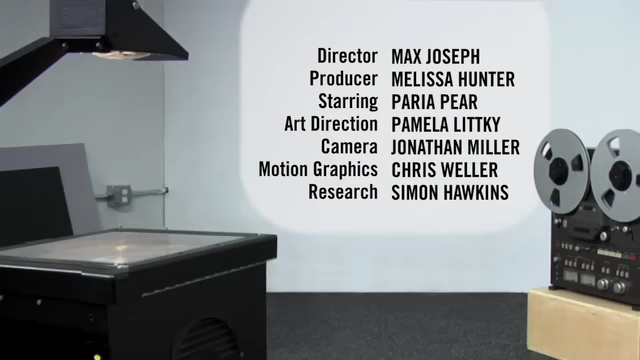 Director MAX JOSEPH
Producer MELISSA HUNTER
Starring PARIA PEAR
Art Direction PAMELA LITTKY
Camera JONATHAN MILLER
Motion Graphics CHRIS WELLER
Research SIMON HAWKINS